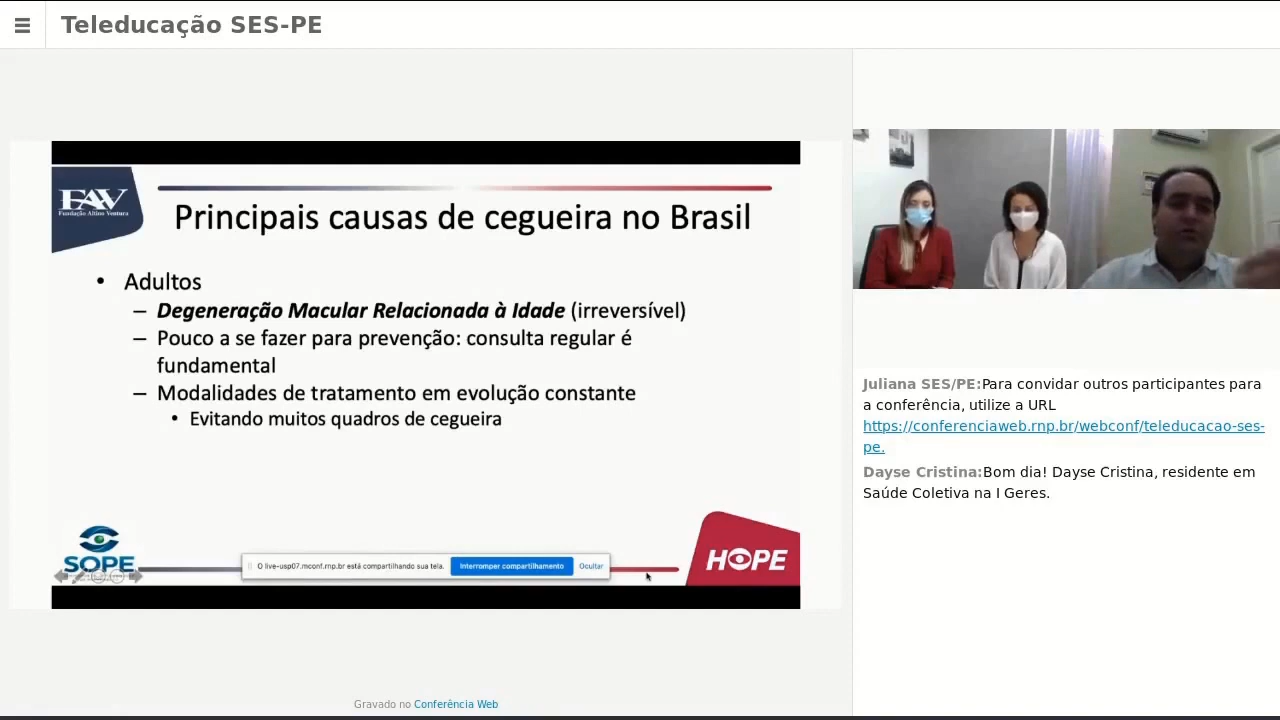 Teleducação SES-PE
FAV
Fundação Altino Ventura
Principais causas de cegueira no Brasil
• Adultos
– Degeneração Macular Relacionada à Idade (irreversível)
– Pouco a se fazer para prevenção: consulta regular é
fundamental
– Modalidades de tratamento em evolução constante
• Evitando muitos quadros de cegueira
SOPE
O live-usp07.mconf.rnp.br está compartilhando sua tela.
Interromper compartilhamento
Ocultar
HOPE
Juliana SES/PE:Para convidar outros participantes para
a conferência, utilize a URL
https://conferenciaweb.rnp.br/webconf/teleducacao-ses-
pe.
Dayse Cristina:Bom dia! Dayse Cristina, residente em
Saúde Coletiva na I Geres.
Gravado no Conferência Web